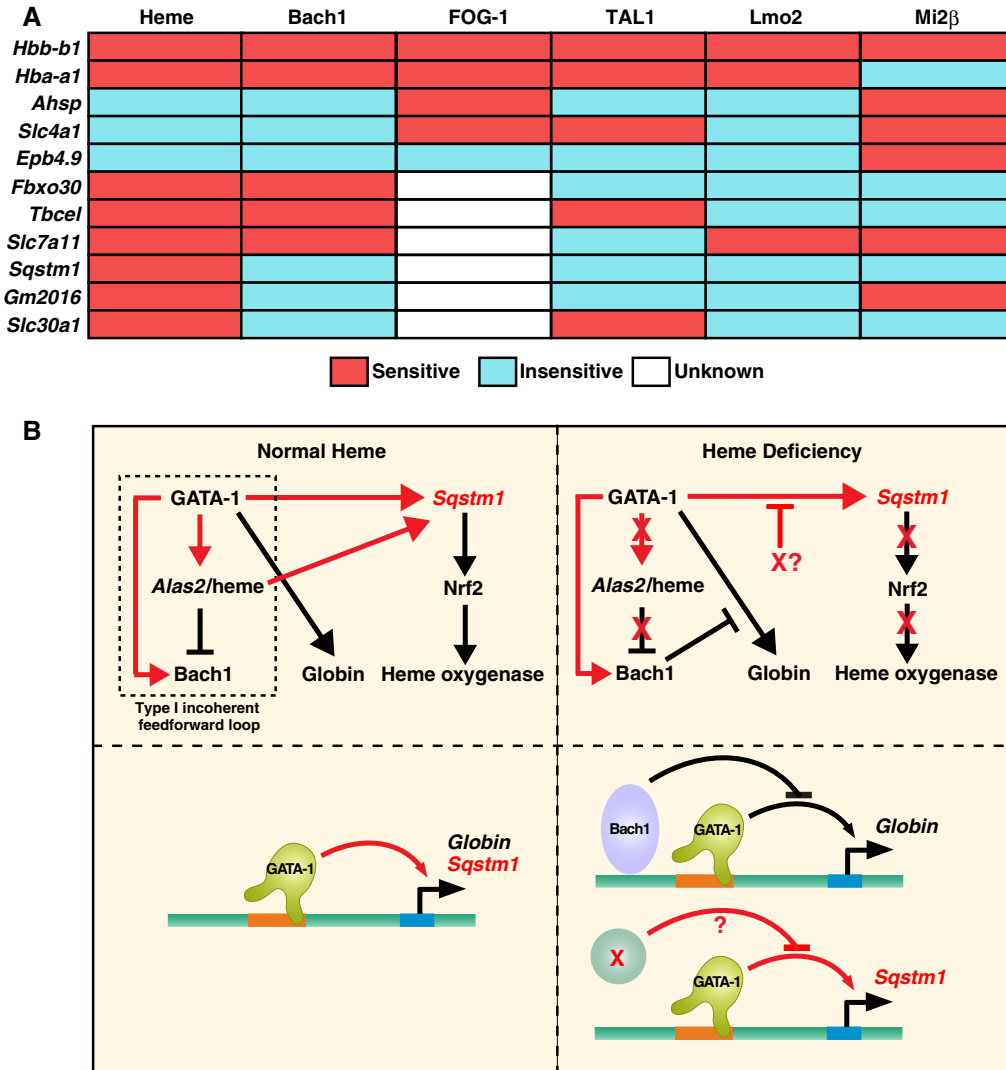 A
Heme Bach1 FOG-1 TAL1 Lmo2 Mi2β
Hbb-b1
Hba-a1
Ahsp
Slc4a1
Epb4.9
Fbxo30
Tbcel
Slc7a11
Sqstm1
Gm2016
Slc30a1
Sensitive Insensitive Unknown
B
Normal Heme
GATA-1 Sqstm1
Alas2/heme Nrf2
Bach1 Globin Heme oxygenase
Type I incoherent
feedforward loop
Heme Deficiency
GATA-1 Sqstm1
X X
X?
Alas2/heme Nrf2
X X
Bach1 Globin Heme oxygenase
GATA-1
Globin
Sqstm1
Bach1
GATA-1
Globin
?
X
GATA-1
Sqstm1